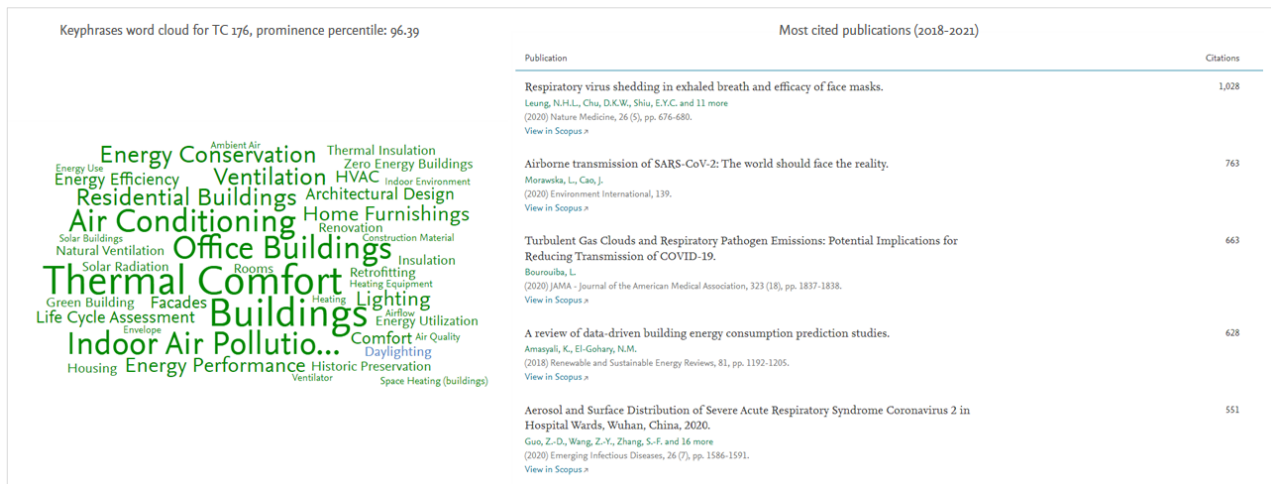 Keyphrases word cloud for TC 176, prominence percentile: 96.39
Ambient Air
Energy Conservation
Thermal Insulation
Energy Use
Zero Energy Buildings
Energy Efficiency
Ventilation
HVAC
Indoor Environment
Residential Buildings
Architectural Design
Air Conditioning
Home Furnishings
Renovation
Solar Buildings
Office Buildings
Construction Material
Natural Ventilation
Insulation
Solar Radiation
Rooms
Retrofitting
Thermal Comfort
Heating Equipment
Green Building
Facades
Buildings
Heating
Lighting
Life Cycle Assessment
Airflow
Energy Utilization
Envelope
Indoor Air Pollutio...
Comfort
Air Quality
Daylighting
Housing
Energy Performance
Historic Preservation
Ventilator
Space Heating (buildings)
Most cited publications (2018-2021)
Publication Citations
Respiratory virus shedding in exhaled breath and efficacy of face masks. 1,028
Leung, N.H.L., Chu, D.K.W., Shiu, E.Y.C. and 11 more
(2020) Nature Medicine, 26 (5), pp. 676-680.
View in Scopus ↗
Airborne transmission of SARS-CoV-2: The world should face the reality. 763
Morawska, L., Cao, J.
(2020) Environment International, 139.
View in Scopus ↗
Turbulent Gas Clouds and Respiratory Pathogen Emissions: Potential Implications for 663
Reducing Transmission of COVID-19.
Bourouiba, L.
(2020) JAMA - Journal of the American Medical Association, 323 (18), pp. 1837-1838.
View in Scopus ↗
A review of data-driven building energy consumption prediction studies. 628
Amasyali, K., El-Gohary, N.M.
(2018) Renewable and Sustainable Energy Reviews, 81, pp. 1192-1205.
View in Scopus ↗
Aerosol and Surface Distribution of Severe Acute Respiratory Syndrome Coronavirus 2 in 551
Hospital Wards, Wuhan, China, 2020.
Guo, Z.-D., Wang, Z.-Y., Zhang, S.-F. and 16 more
(2020) Emerging Infectious Diseases, 26 (7), pp. 1586-1591.
View in Scopus ↗